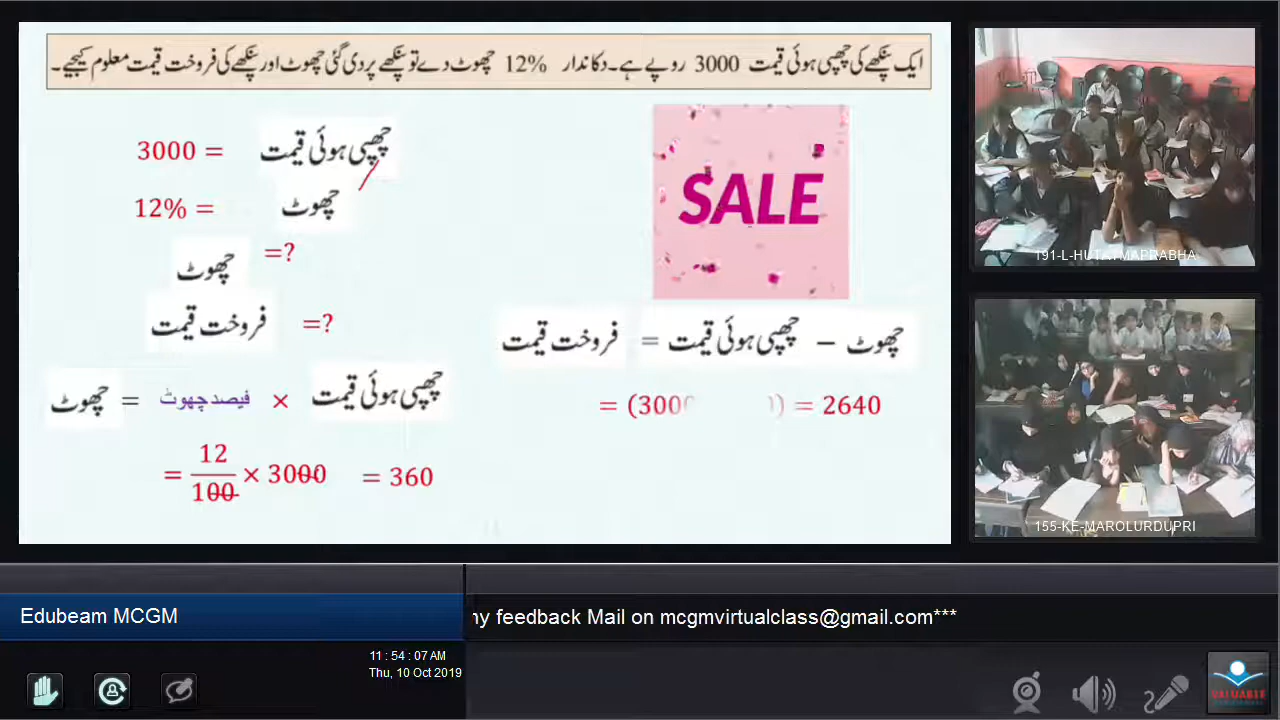 ایک پنکھے کی چھپی ہوئی قیمت 3000 روپے ہے۔ دکاندار 12% چھوٹ دے تو پنکھے پر دی گئی چھوٹ اور پنکھے کی فروخت قیمت معلوم کیجیے۔
چھپی ہوئی قیمت = 3000
چھوٹ = 12%
چھوٹ =?
فروخت قیمت =?
چھوٹ = فیصد چھوٹ × چھپی ہوئی قیمت
= 12/100 × 3000 = 360
SALE
فروخت قیمت = چھپی ہوئی قیمت − چھوٹ
= (3000 ) = 2640
191-L-HUTATMAPRABHA
155-KE-MAROLURDUPRI
Edubeam MCGM
ny feedback Mail on mcgmvirtualclass@gmail.com***
11 : 54 : 07 AM
Thu, 10 Oct 2019
VALUABLE